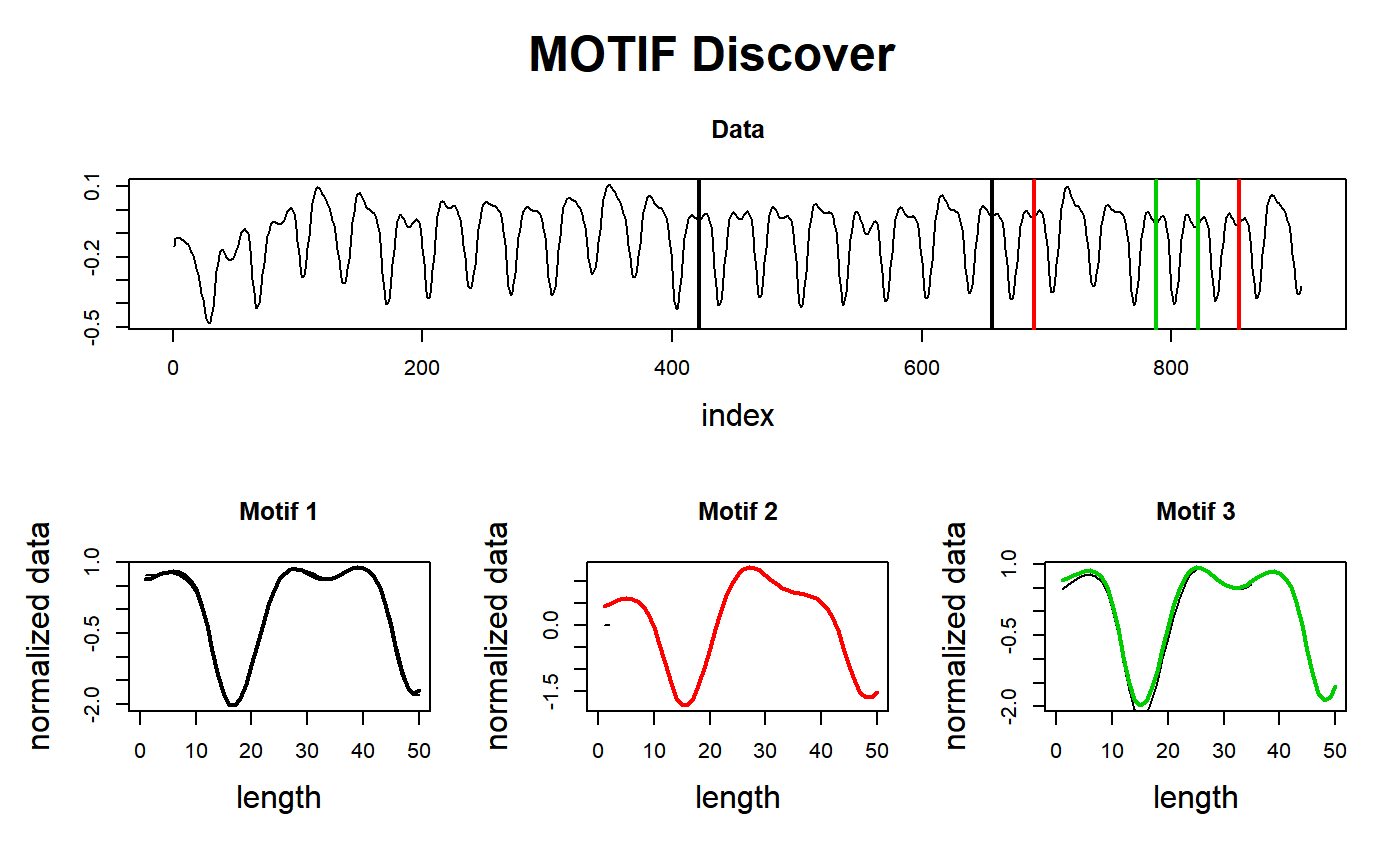 MOTIF Discover
Data
0.1
-0.2
-0.5
0 200 400 600 800
index
Motif 1 Motif 2 Motif 3
normalized data
1.0
-0.5
-2.0
0 10 20 30 40 50
length
normalized data
0.0
-1.5
0 10 20 30 40 50
length
normalized data
1.0
-0.5
-2.0
0 10 20 30 40 50
length